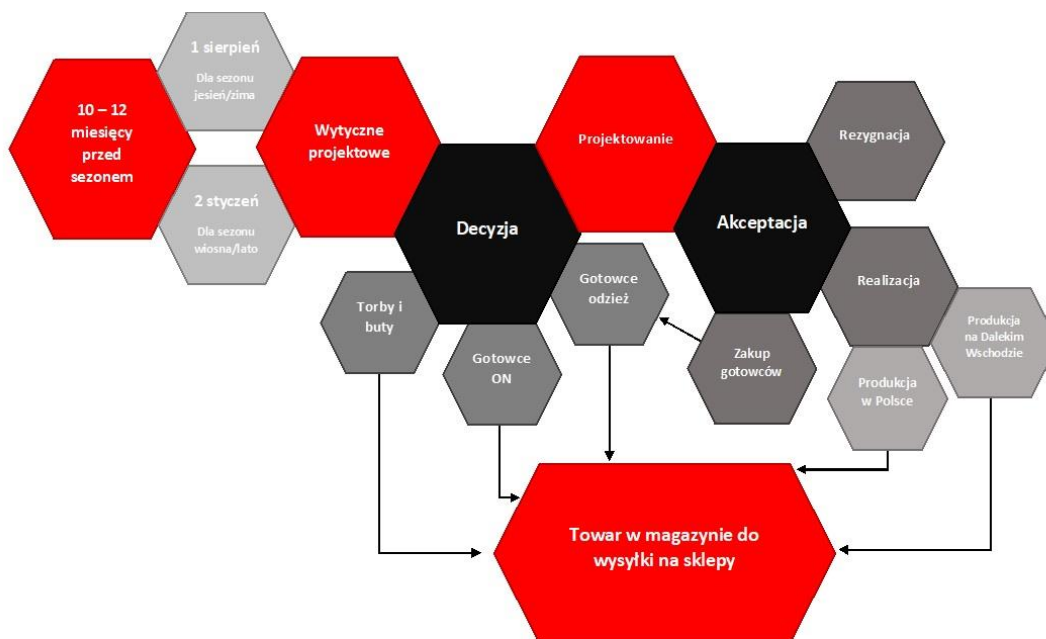 1 sierpień
Dla sezonu
jesień/zima
10 – 12
miesięcy
przed
sezonem
2 styczeń
Dla sezonu
wiosna/lato
Wytyczne
projektowe
Decyzja
Projektowanie
Akceptacja
Rezygnacja
Realizacja
Torby i
buty
Gotowce
ON
Gotowce
odzież
Zakup
gotowców
Produkcja
w Polsce
Produkcja
na Dalekim
Wschodzie
Towar w magazynie do
wysyłki na sklepy